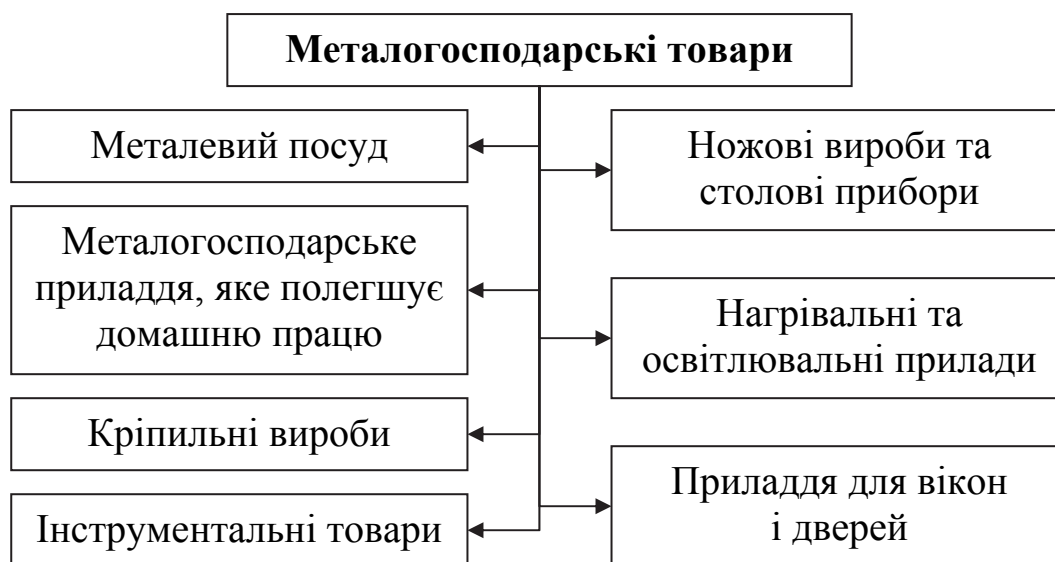 Металогосподарські товари
Металевий посуд
Металогосподарське
приладдя, яке полегшує
домашню працю
Кріпильні вироби
Інструментальні товари
Ножові вироби та
столові прибори
Нагрівальні та
освітлювальні прилади
Приладдя для вікон
і дверей